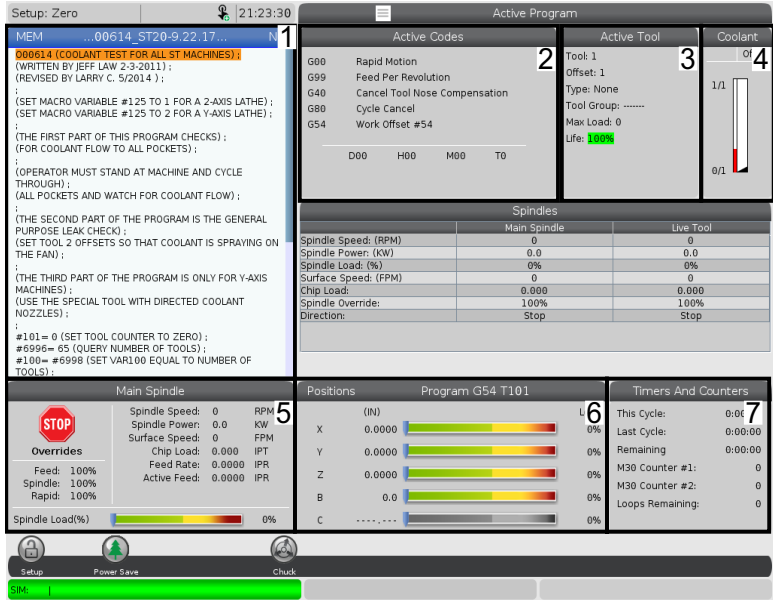 Setup: Zero
21:23:30
Active Program
MEM ...00614_ST20-9.22.17... N
1
O00614 (COOLANT TEST FOR ALL ST MACHINES) ;
(WRITTEN BY JEFF LAW 2-3-2011) ;
(REVISED BY LARRY C. 5/2014 ) ;
;
(SET MACRO VARIABLE #125 TO 1 FOR A 2-AXIS LATHE) ;
(SET MACRO VARIABLE #125 TO 2 FOR A Y-AXIS LATHE) ;
;
(THE FIRST PART OF THIS PROGRAM CHECKS) ;
(FOR COOLANT FLOW TO ALL POCKETS) ;
;
(OPERATOR MUST STAND AT MACHINE AND CYCLE
THROUGH) ;
(ALL POCKETS AND WATCH FOR COOLANT FLOW) ;
;
(THE SECOND PART OF THE PROGRAM IS THE GENERAL
PURPOSE LEAK CHECK) ;
(SET TOOL 2 OFFSETS SO THAT COOLANT IS SPRAYING ON
THE FAN) ;
;
(THE THIRD PART OF THE PROGRAM IS ONLY FOR Y-AXIS
MACHINES) ;
(USE THE SPECIAL TOOL WITH DIRECTED COOLANT
NOZZLES) ;
;
#101= 0 (SET TOOL COUNTER TO ZERO) ;
#6996= 65 (QUERY NUMBER OF TOOLS) ;
#100= #6998 (SET VAR100 EQUAL TO NUMBER OF
TOOLS) ;
Active Codes
2
G00 Rapid Motion
G99 Feed Per Revolution
G40 Cancel Tool Nose Compensation
G80 Cycle Cancel
G54 Work Offset #54
D00 H00 M00 T0
Active Tool
3
Tool: 1
Offset: 1
Type: None
Tool Group: -------
Max Load: 0
Life: 100%
Coolant
4
1/1
0/1
Spindles
Main Spindle Live Tool
Spindle Speed: (RPM) 0 0
Spindle Power: (KW) 0.0 0.0
Spindle Load: (%) 0% 0%
Surface Speed: (FPM) 0 0
Chip Load: 0.000 0.000
Spindle Override: 100% 100%
Direction: Stop Stop
Main Spindle
5
STOP
Overrides
Feed: 100%
Spindle: 100%
Rapid: 100%
Spindle Speed: 0 RPM
Spindle Power: 0.0 KW
Surface Speed: 0 FPM
Chip Load: 0.000 IPT
Feed Rate: 0.0000 IPR
Active Feed: 0.0000 IPR
Spindle Load(%) 0%
Positions Program G54 T101
6
(IN)
X 0.0000 0%
Y 0.0000 0%
Z 0.0000 0%
B 0.0 0%
C ----.--- 0%
Timers And Counters
7
This Cycle:
Last Cycle: 0:00:00
Remaining 0:00:00
M30 Counter #1: 0
M30 Counter #2: 0
Loops Remaining: 0
Setup
Power Save
Chuck
SIM: |